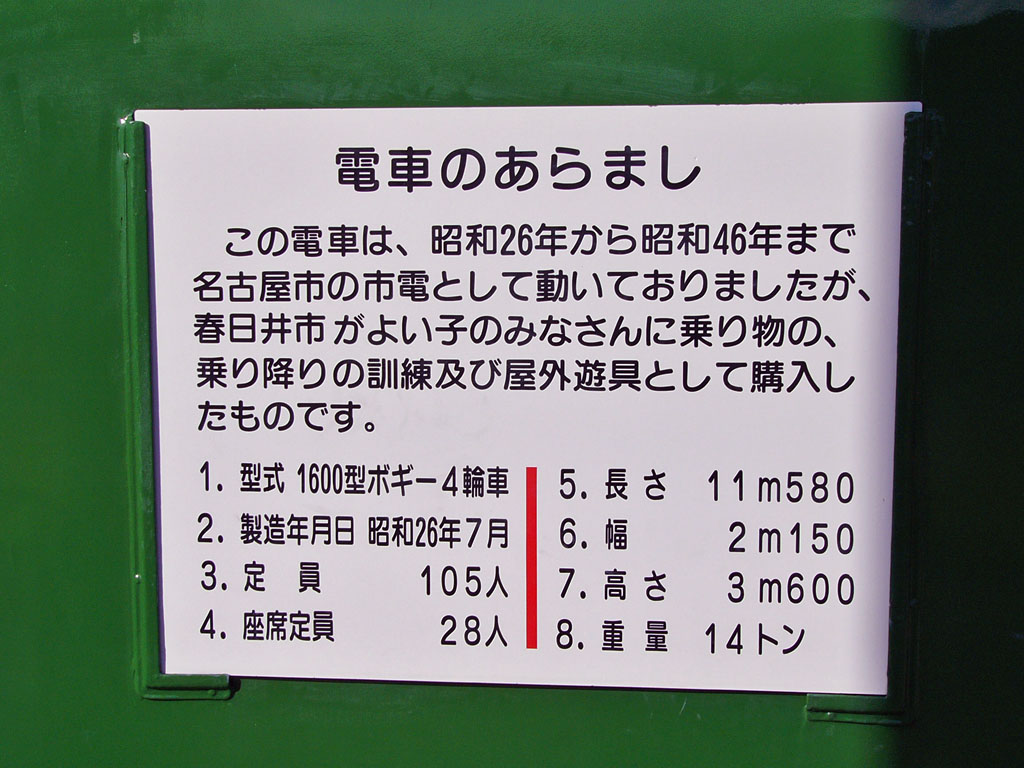 電車のあらまし
この電車は、昭和26年から昭和46年まで
名古屋市の市電として動いておりましたが、
春日井市がよい子のみなさんに乗り物の、
乗り降りの訓練及び屋外遊具として購入し
たものです。
1. 型式 1600型ボギー4輪車
2. 製造年月日 昭和26年7月
3. 定 員 105人
4. 座席定員 28人
5. 長さ 11m580
6. 幅 2m150
7. 高さ 3m600
8. 重量 14トン